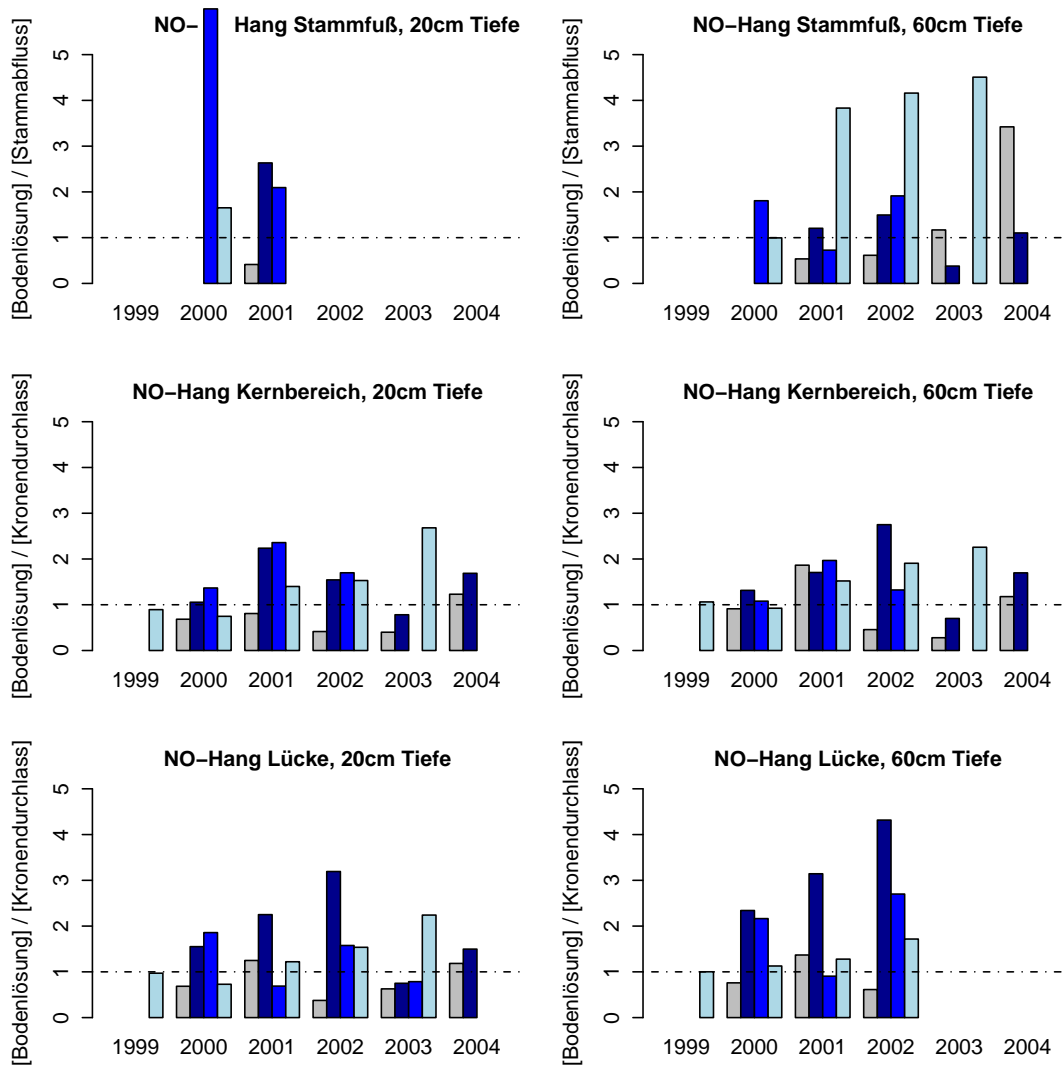 NO– Hang Stammfuß, 20cm Tiefe
[Bodenlösung] / [Stammabfluss]
0 1 2 3 4 5
1999 2000 2001 2002 2003 2004
NO–Hang Stammfuß, 60cm Tiefe
[Bodenlösung] / [Stammabfluss]
0 1 2 3 4 5
1999 2000 2001 2002 2003 2004
NO–Hang Kernbereich, 20cm Tiefe
[Bodenlösung] / [Kronendurchlass]
0 1 2 3 4 5
1999 2000 2001 2002 2003 2004
NO–Hang Kernbereich, 60cm Tiefe
[Bodenlösung] / [Kronendurchlass]
0 1 2 3 4 5
1999 2000 2001 2002 2003 2004
NO–Hang Lücke, 20cm Tiefe
[Bodenlösung] / [Kronendurchlass]
0 1 2 3 4 5
1999 2000 2001 2002 2003 2004
NO–Hang Lücke, 60cm Tiefe
[Bodenlösung] / [Kronendurchlass]
0 1 2 3 4 5
1999 2000 2001 2002 2003 2004